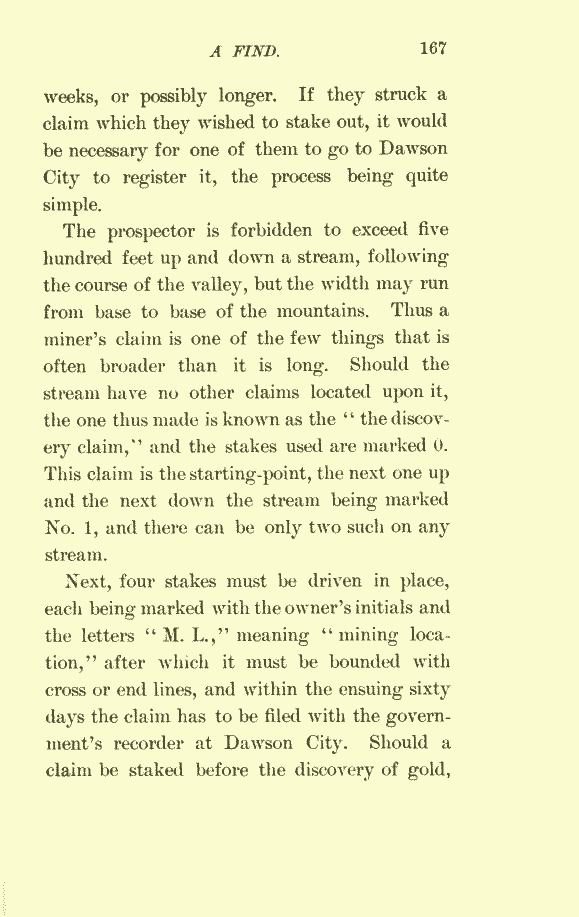 A FIND. 167
weeks, or possibly longer. If they struck a
claim which they wished to stake out, it would
be necessary for one of them to go to Dawson
City to register it, the process being quite
simple.
The prospector is forbidden to exceed five
hundred feet up and down a stream, following
the course of the valley, but the width may run
from base to base of the mountains. Thus a
miner's claim is one of the few things that is
often broader than it is long. Should the
stream have no other claims located upon it,
the one thus made is known as the “ the discov-
ery claim,” and the stakes used are marked 0.
This claim is the starting-point, the next one up
and the next down the stream being marked
No. 1, and there can be only two such on any
stream.
Next, four stakes must be driven in place,
each being marked with the owner's initials and
the letters “ M. L.,” meaning “ mining loca-
tion,” after which it must be bounded with
cross or end lines, and within the ensuing sixty
days the claim has to be filed with the govern-
ment's recorder at Dawson City. Should a
claim be staked before the discovery of gold,